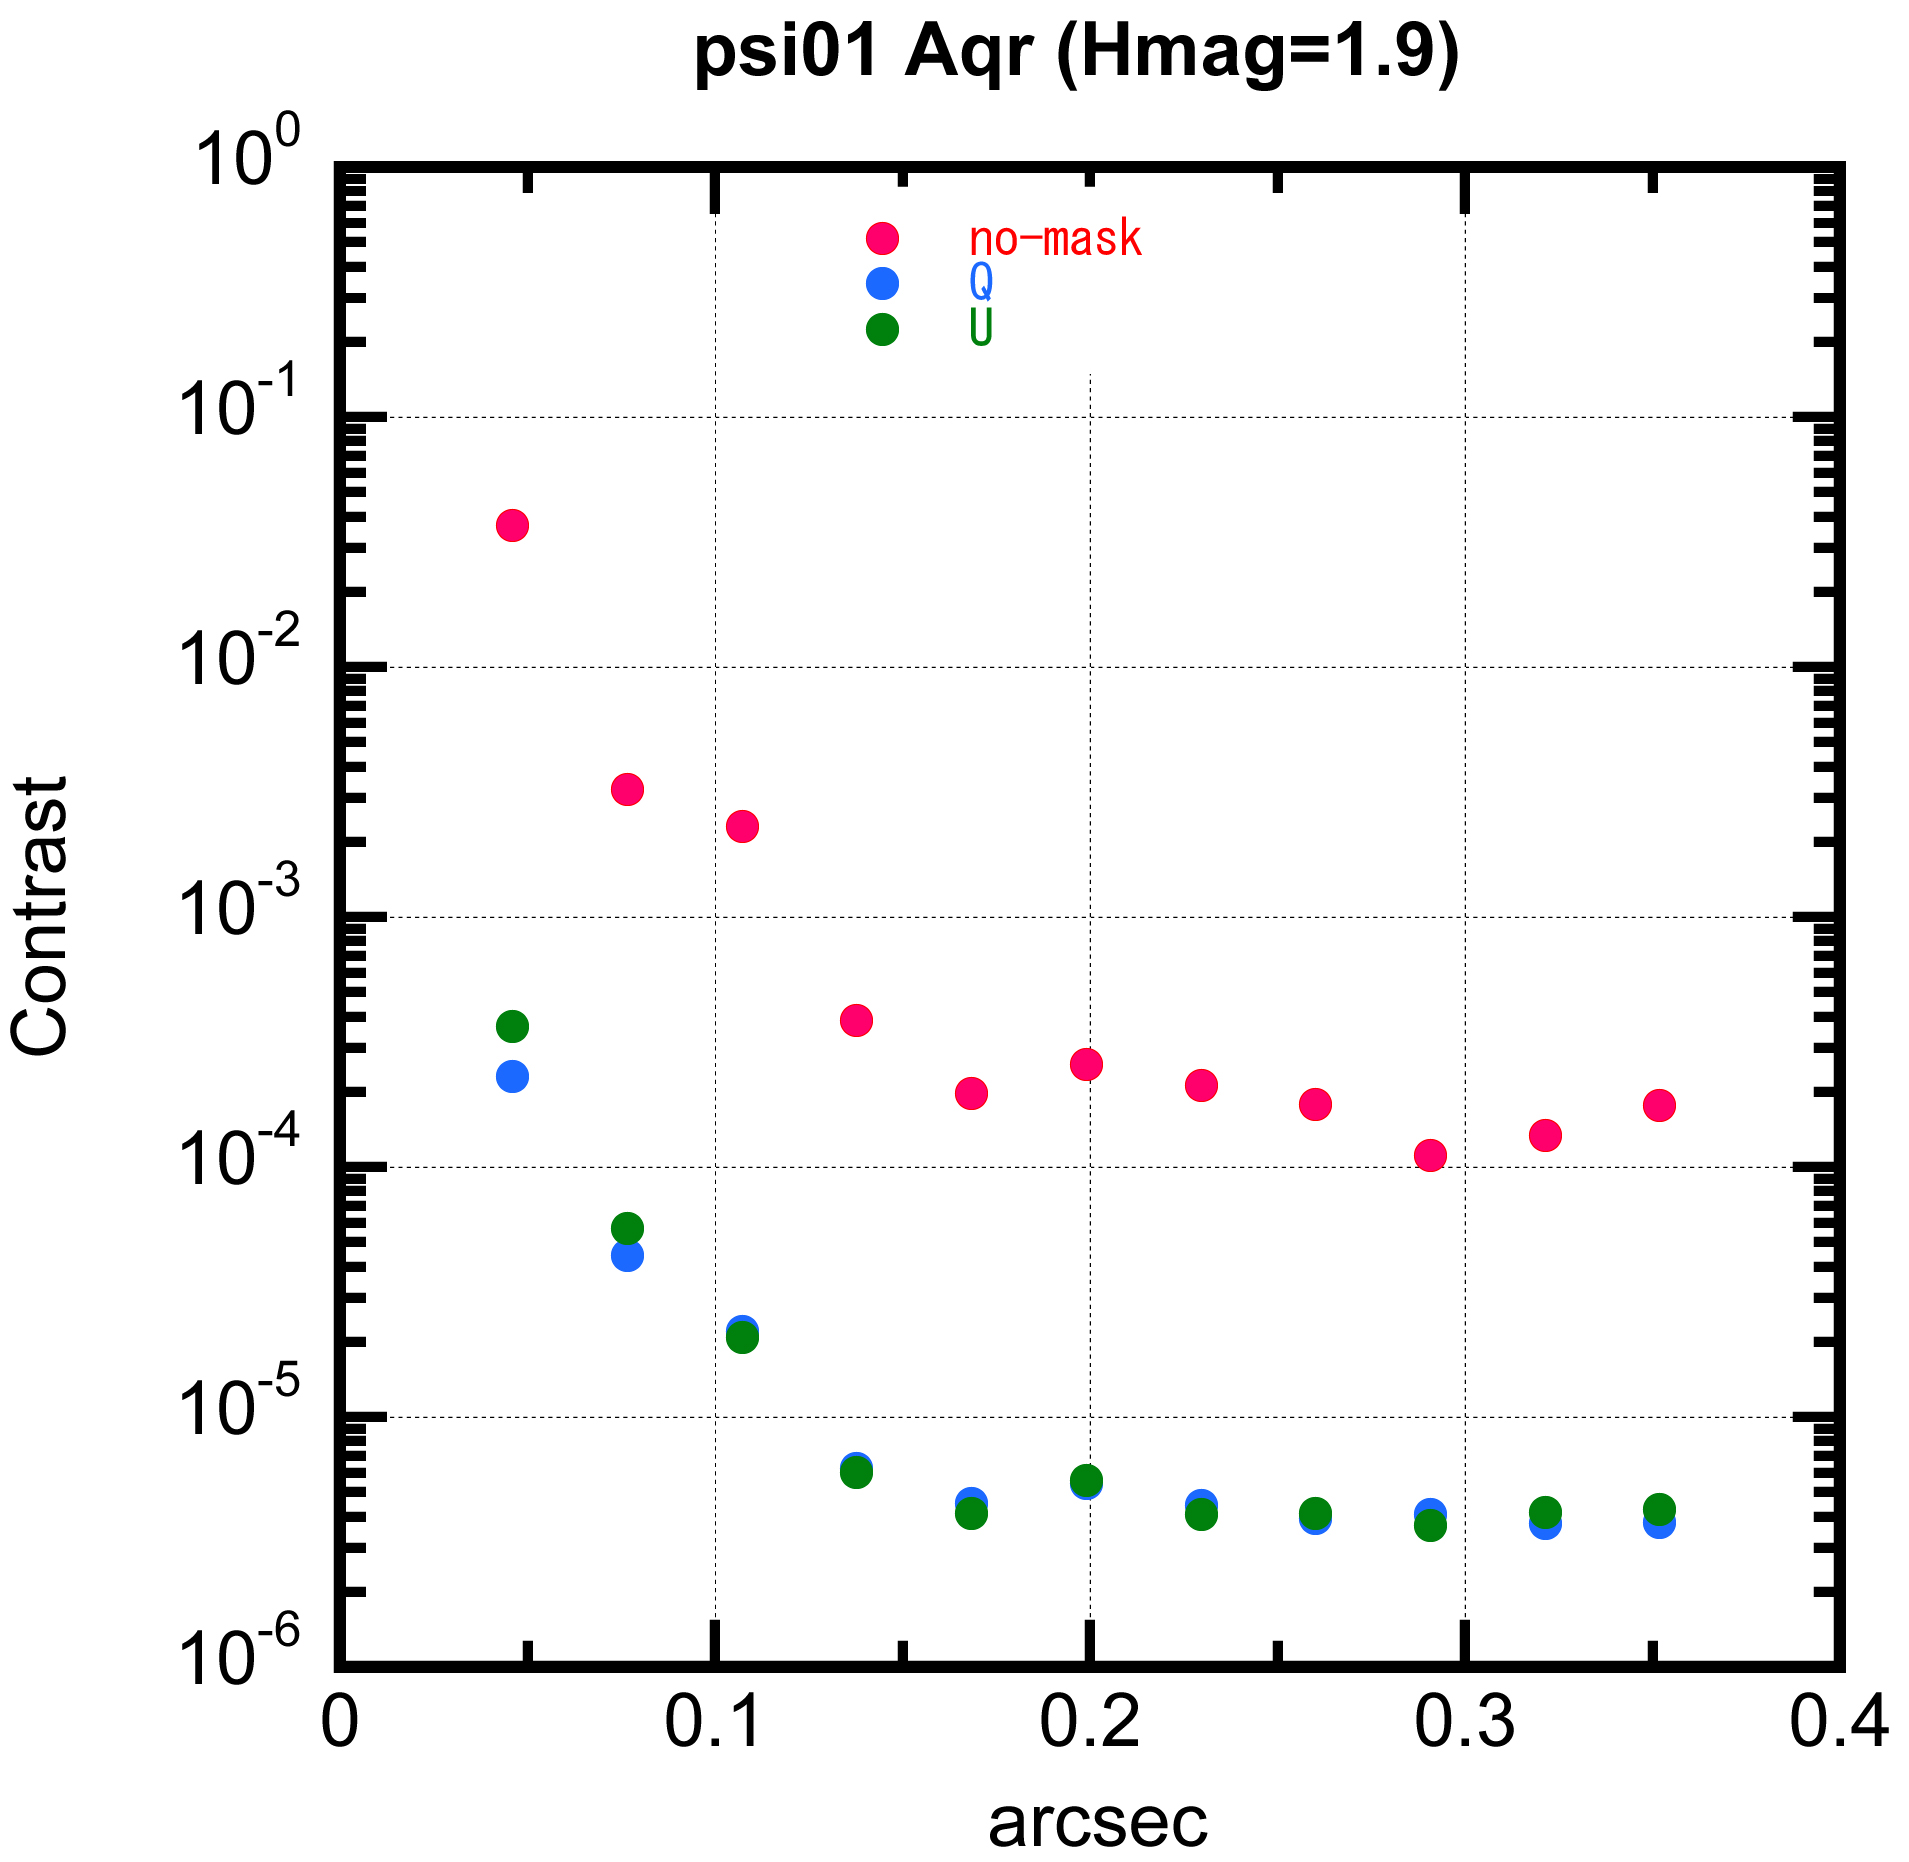 psi01 Aqr (Hmag=1.9)
10^0
no-mask
Q
U
10^-1
10^-2
10^-3
Contrast
10^-4
10^-5
10^-6
0 0.1 0.2 0.3 0.4
arcsec